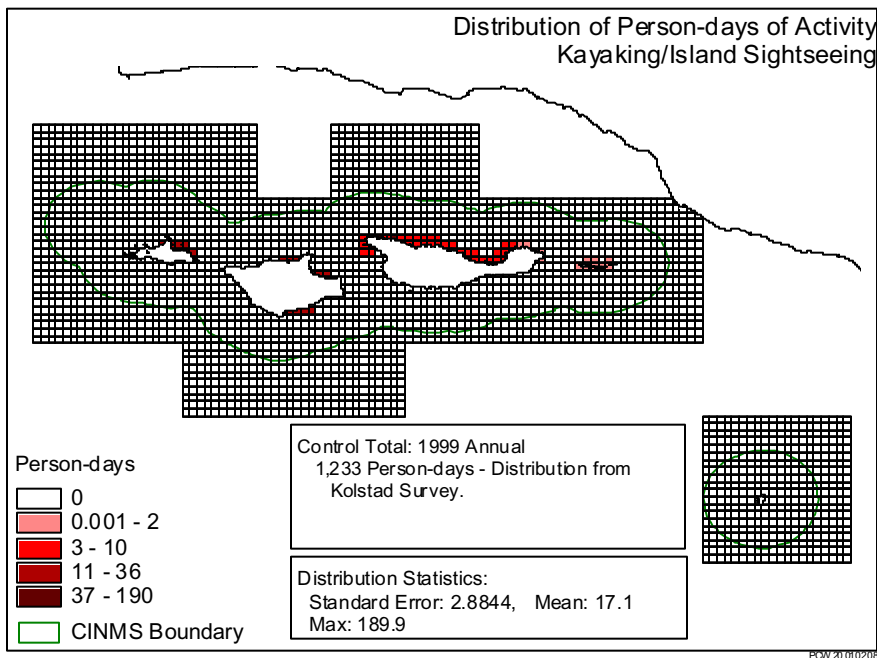 Distribution of Person-days of Activity
Kayaking/Island Sightseeing
Control Total: 1999 Annual
1,233 Person-days - Distribution from
Kolstad Survey.
Person-days
0
0.001 - 2
3 - 10
11 - 36
37 - 190
CINMS Boundary
Distribution Statistics:
Standard Error: 2.8844, Mean: 17.1
Max: 189.9